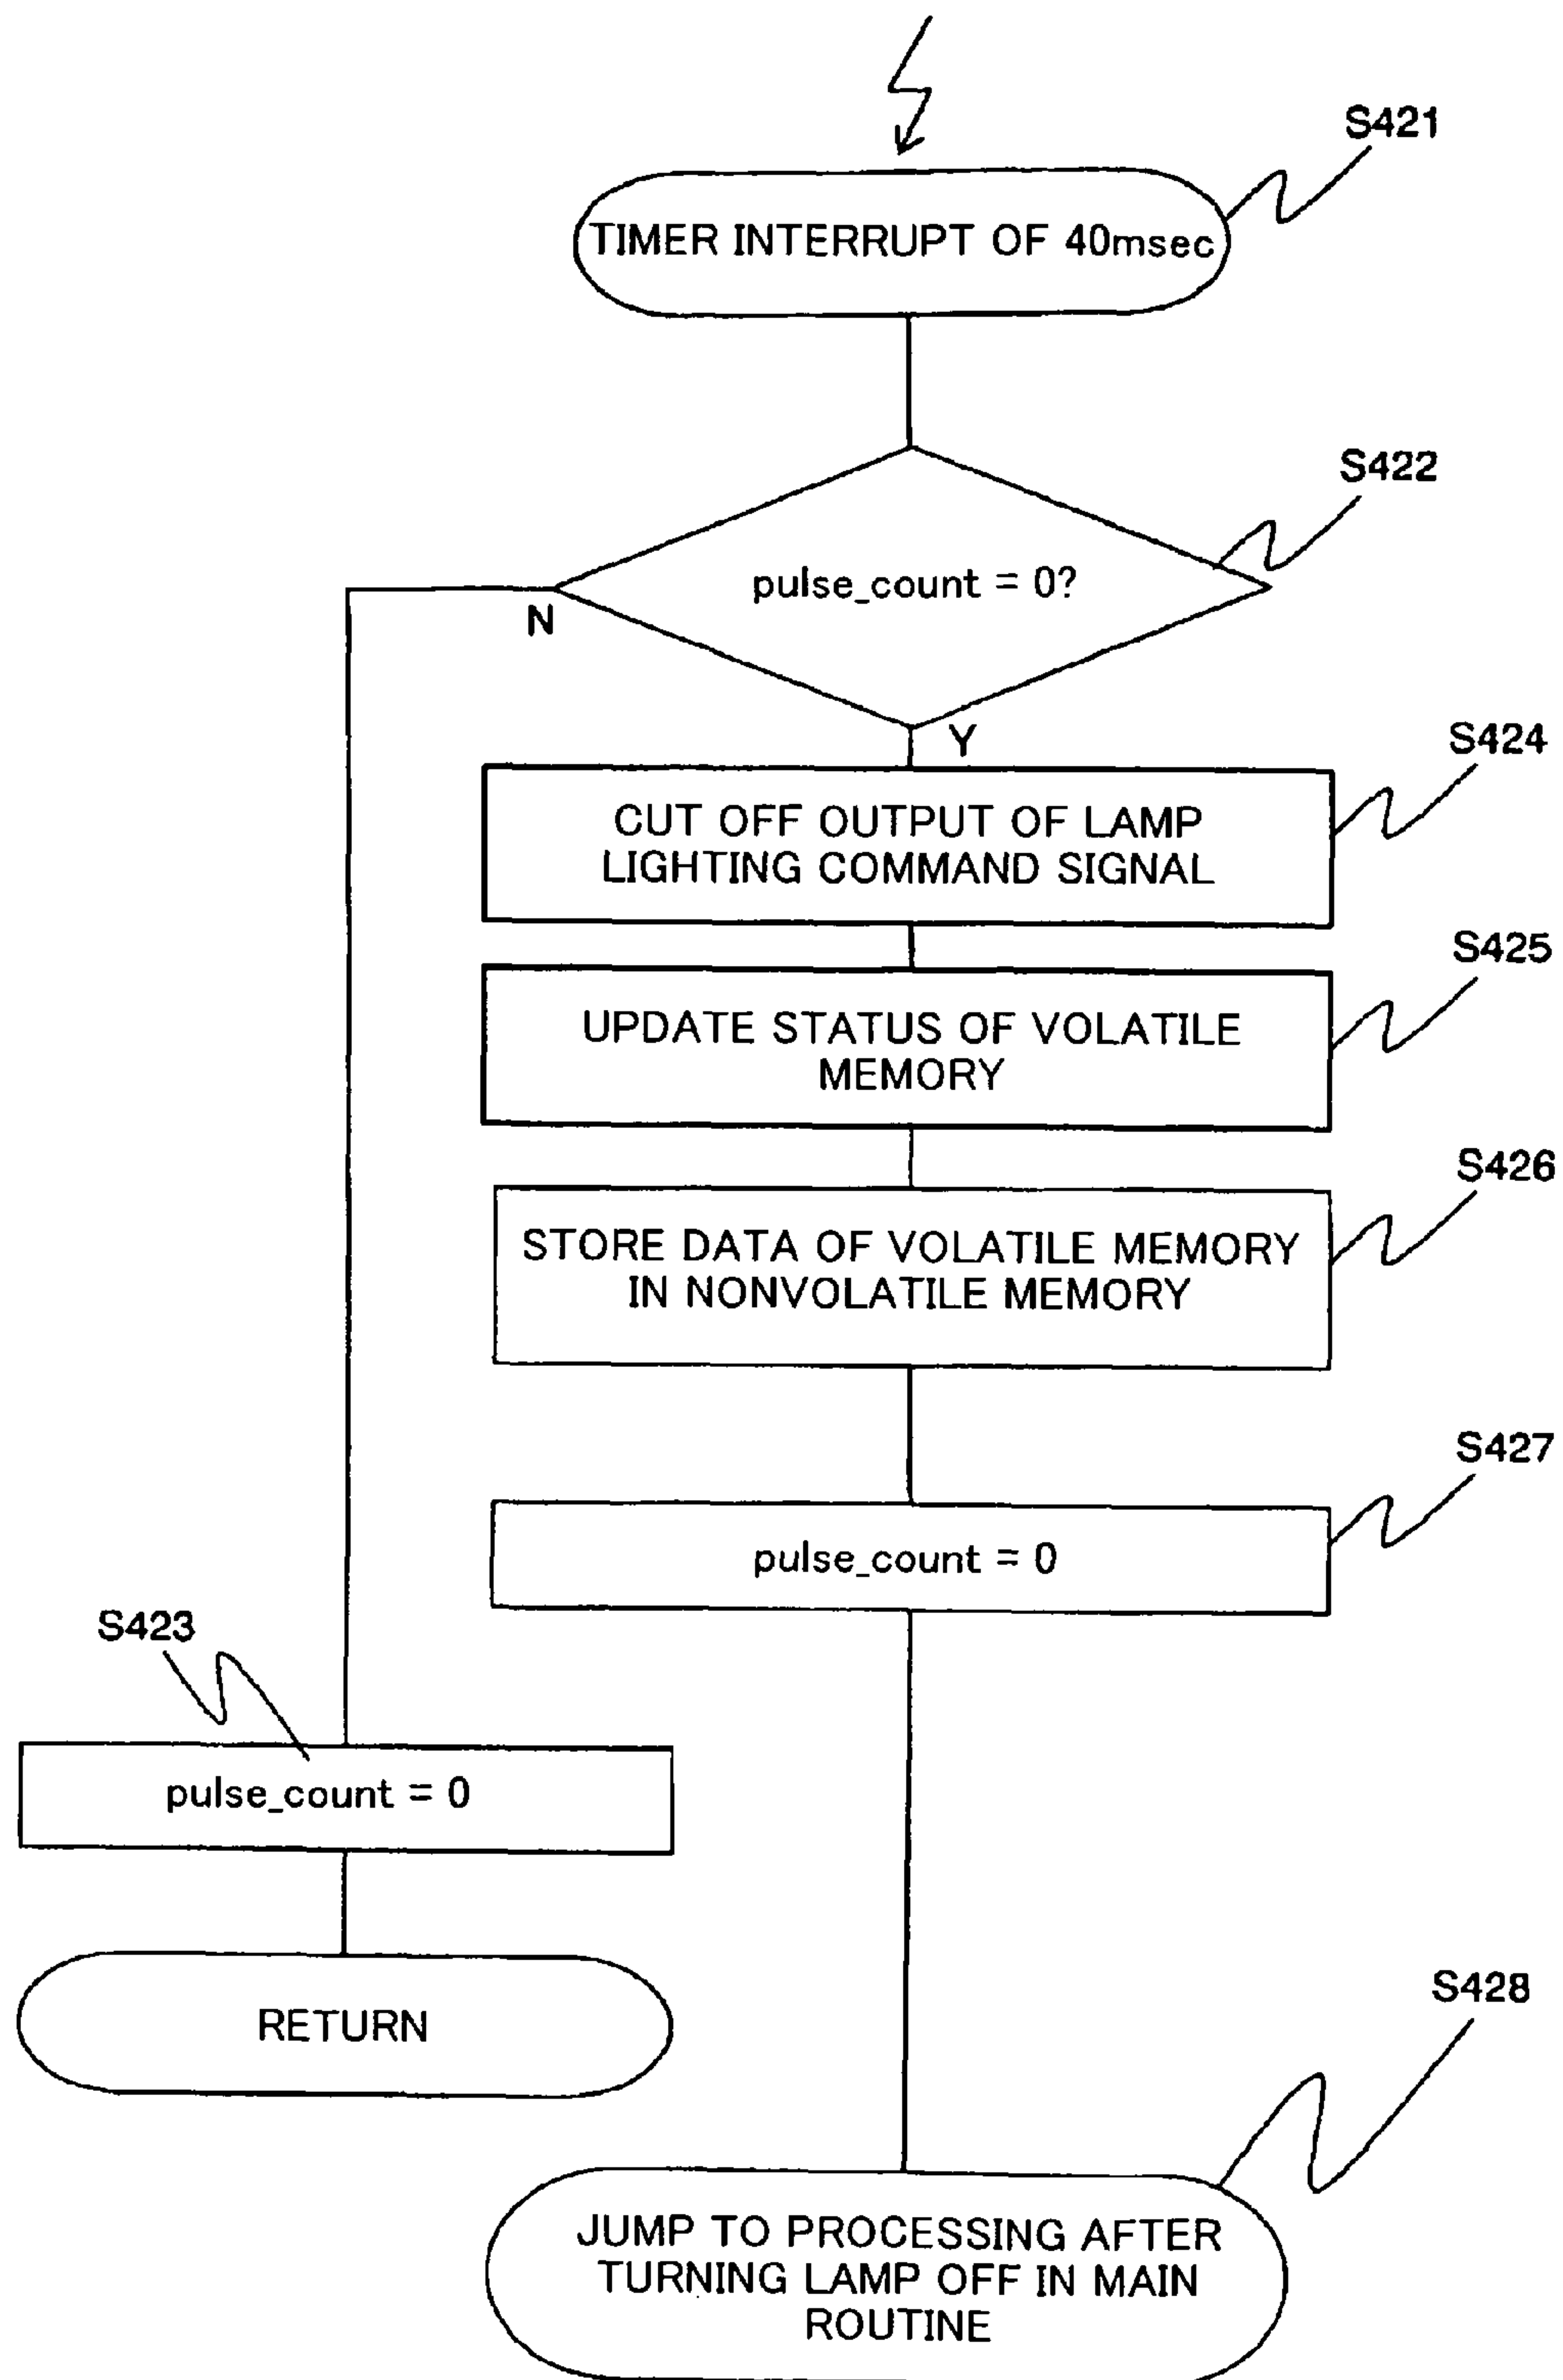 S421
TIMER INTERRUPT OF 40msec
S422
pulse_count = 0?
N
Y
S424
CUT OFF OUTPUT OF LAMP
LIGHTING COMMAND SIGNAL
S425
UPDATE STATUS OF VOLATILE
MEMORY
S426
STORE DATA OF VOLATILE MEMORY
IN NONVOLATILE MEMORY
S427
pulse_count = 0
S423
pulse_count = 0
RETURN
S428
JUMP TO PROCESSING AFTER
TURNING LAMP OFF IN MAIN
ROUTINE